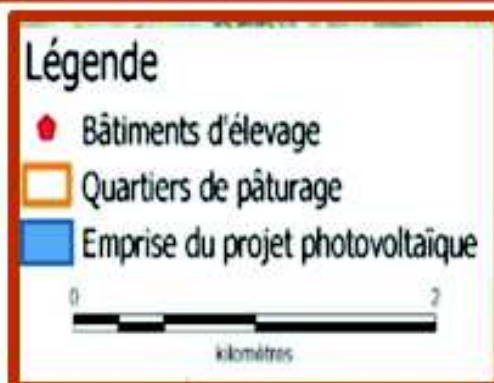 Légende
Bâtiments d'élevage
Quartiers de pâturage
Emprise du projet photovoltaïque
0 2
kilomètres